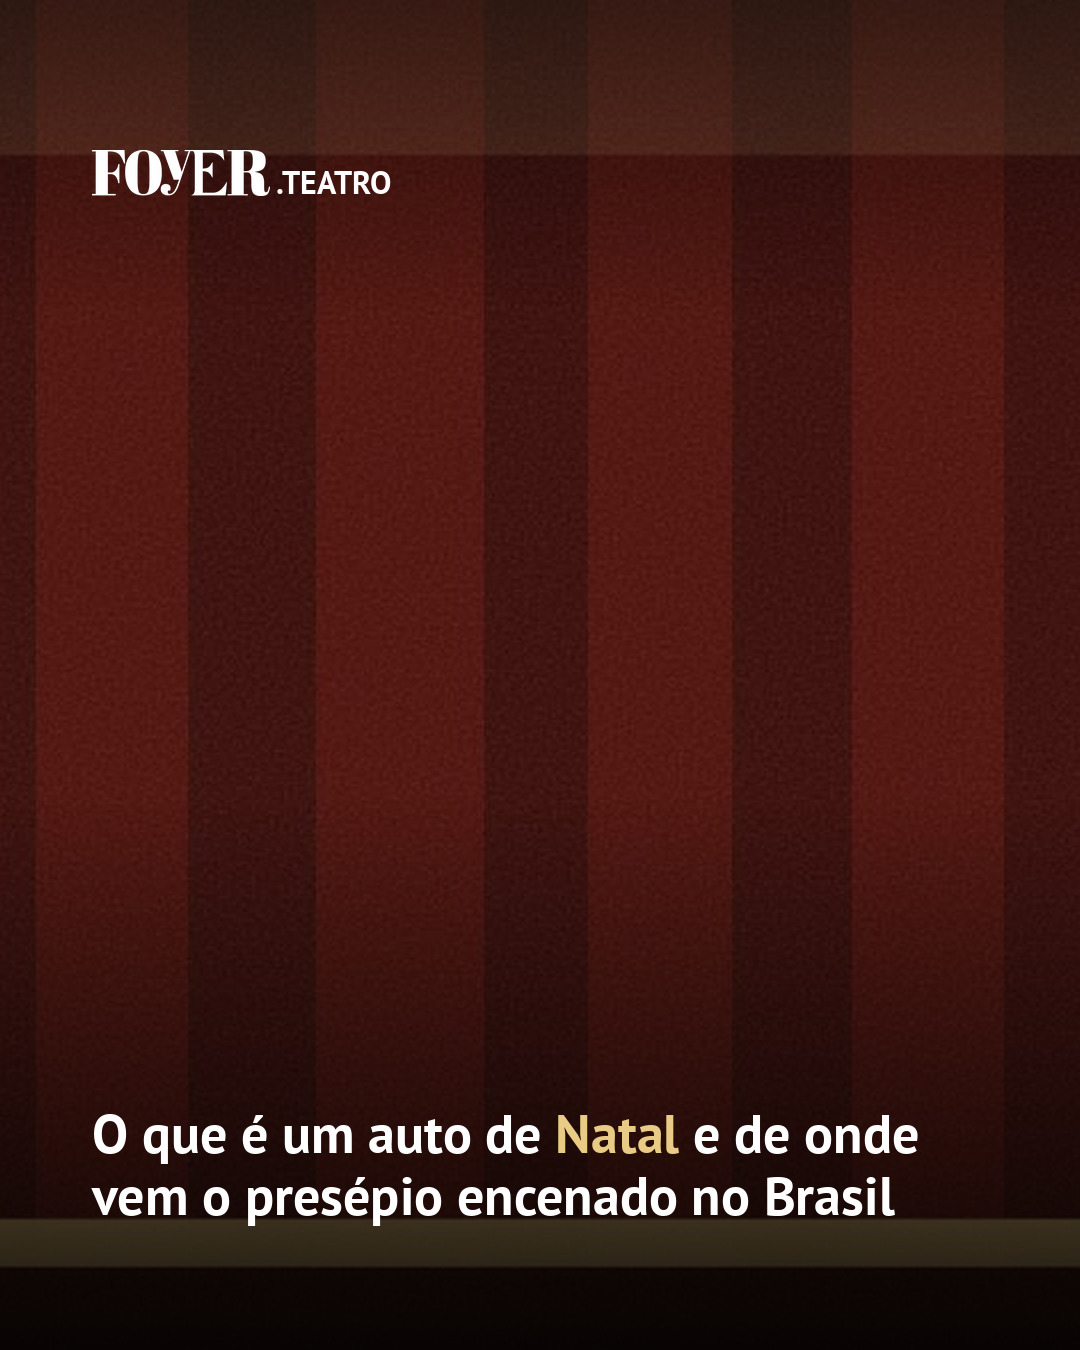 FOYER .TEATRO
O que é um auto de Natal e de onde
vem o presépio encenado no Brasil